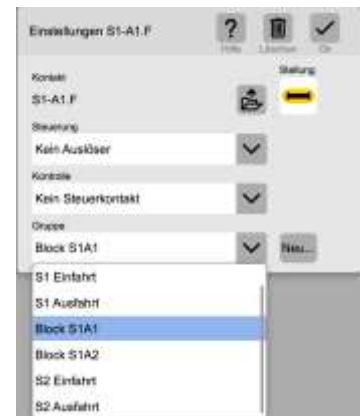 Einstellungen S1-A1.F
?
Hilfe
Löschen
Ok
Kontakt
Stellung
S1-A1.F
Steuerung
Kein Auslöser
Kontrolle
Kein Steuerkontakt
Gruppe
Block S1A1
Neu...
S1 Einfahrt
S1 Ausfahrt
Block S1A1
Block S1A2
S2 Einfahrt
S2 Ausfahrt